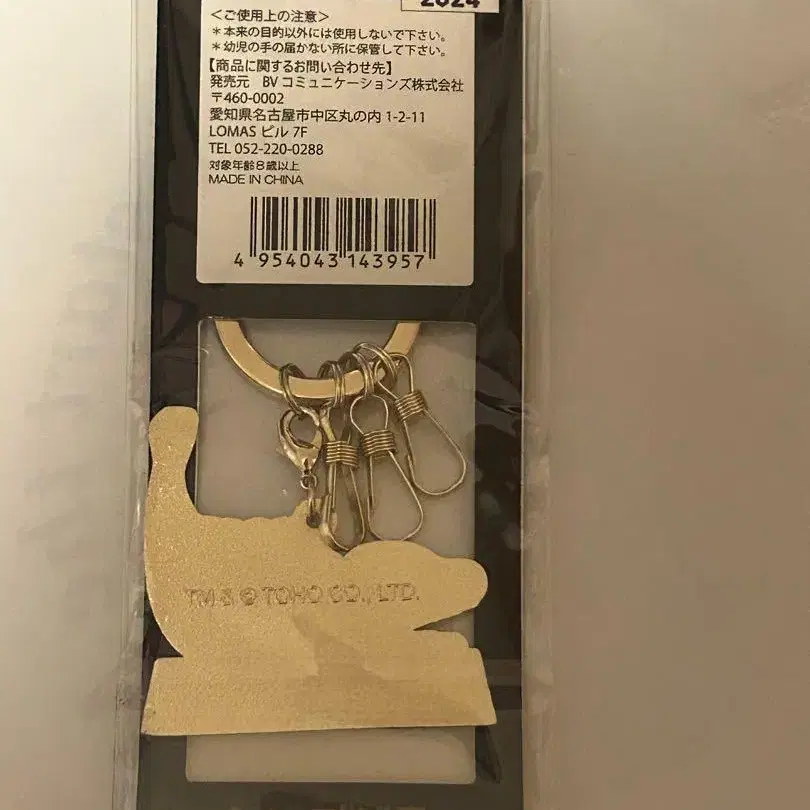 2024
＜ご使用上の注意＞
＊本来の目的以外には使用しないで下さい。
＊幼児の手の届かない所に保管して下さい。
【商品に関するお問い合わせ先】
発売元　BV コミュニケーションズ株式会社
〒460-0002
愛知県名古屋市中区丸の内 1-2-11
LOMAS ビル 7F
TEL 052-220-0288
対象年齢8歳以上
MADE IN CHINA
4 954043 143957
TM & © TOHO CO., LTD.